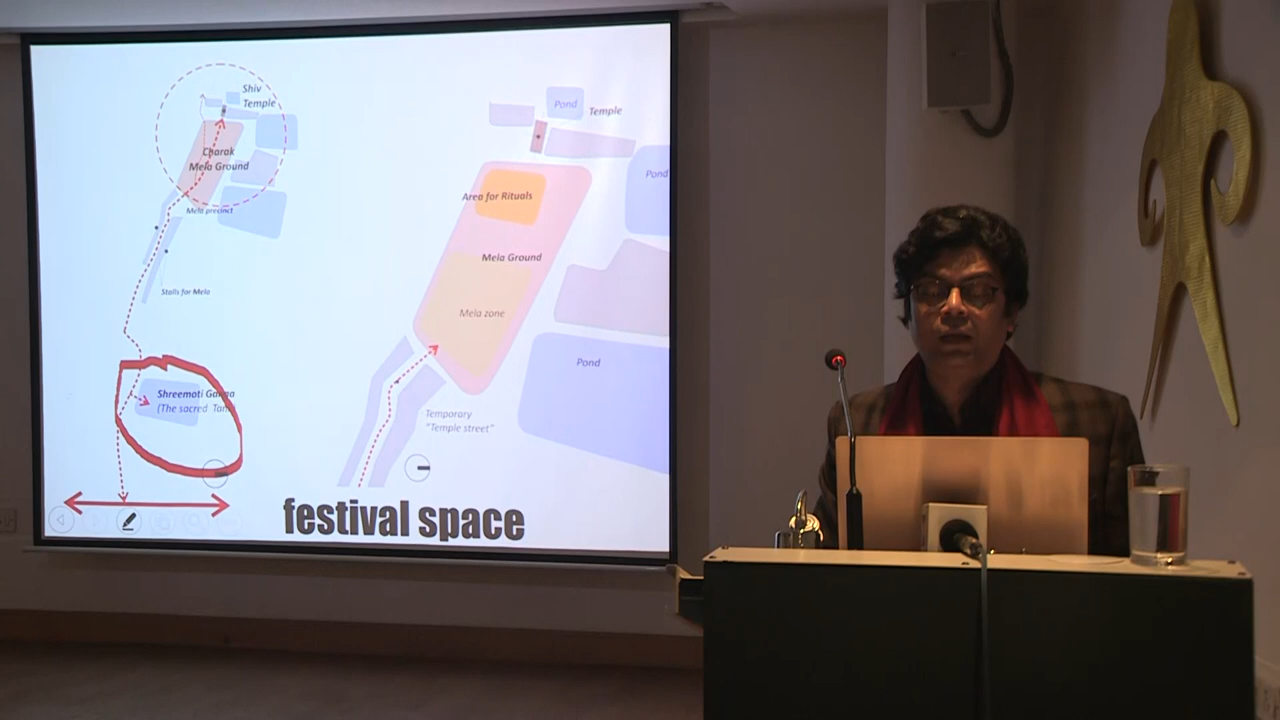 Shiv
Temple
Charak
Mela Ground
Mela precinct
Stalls for Mela
Shreemoti Ganga
(The sacred
Pond
Temple
Pond
Area for Rituals
Mela Ground
Mela zone
Pond
Temporary
"Temple street"
festival space